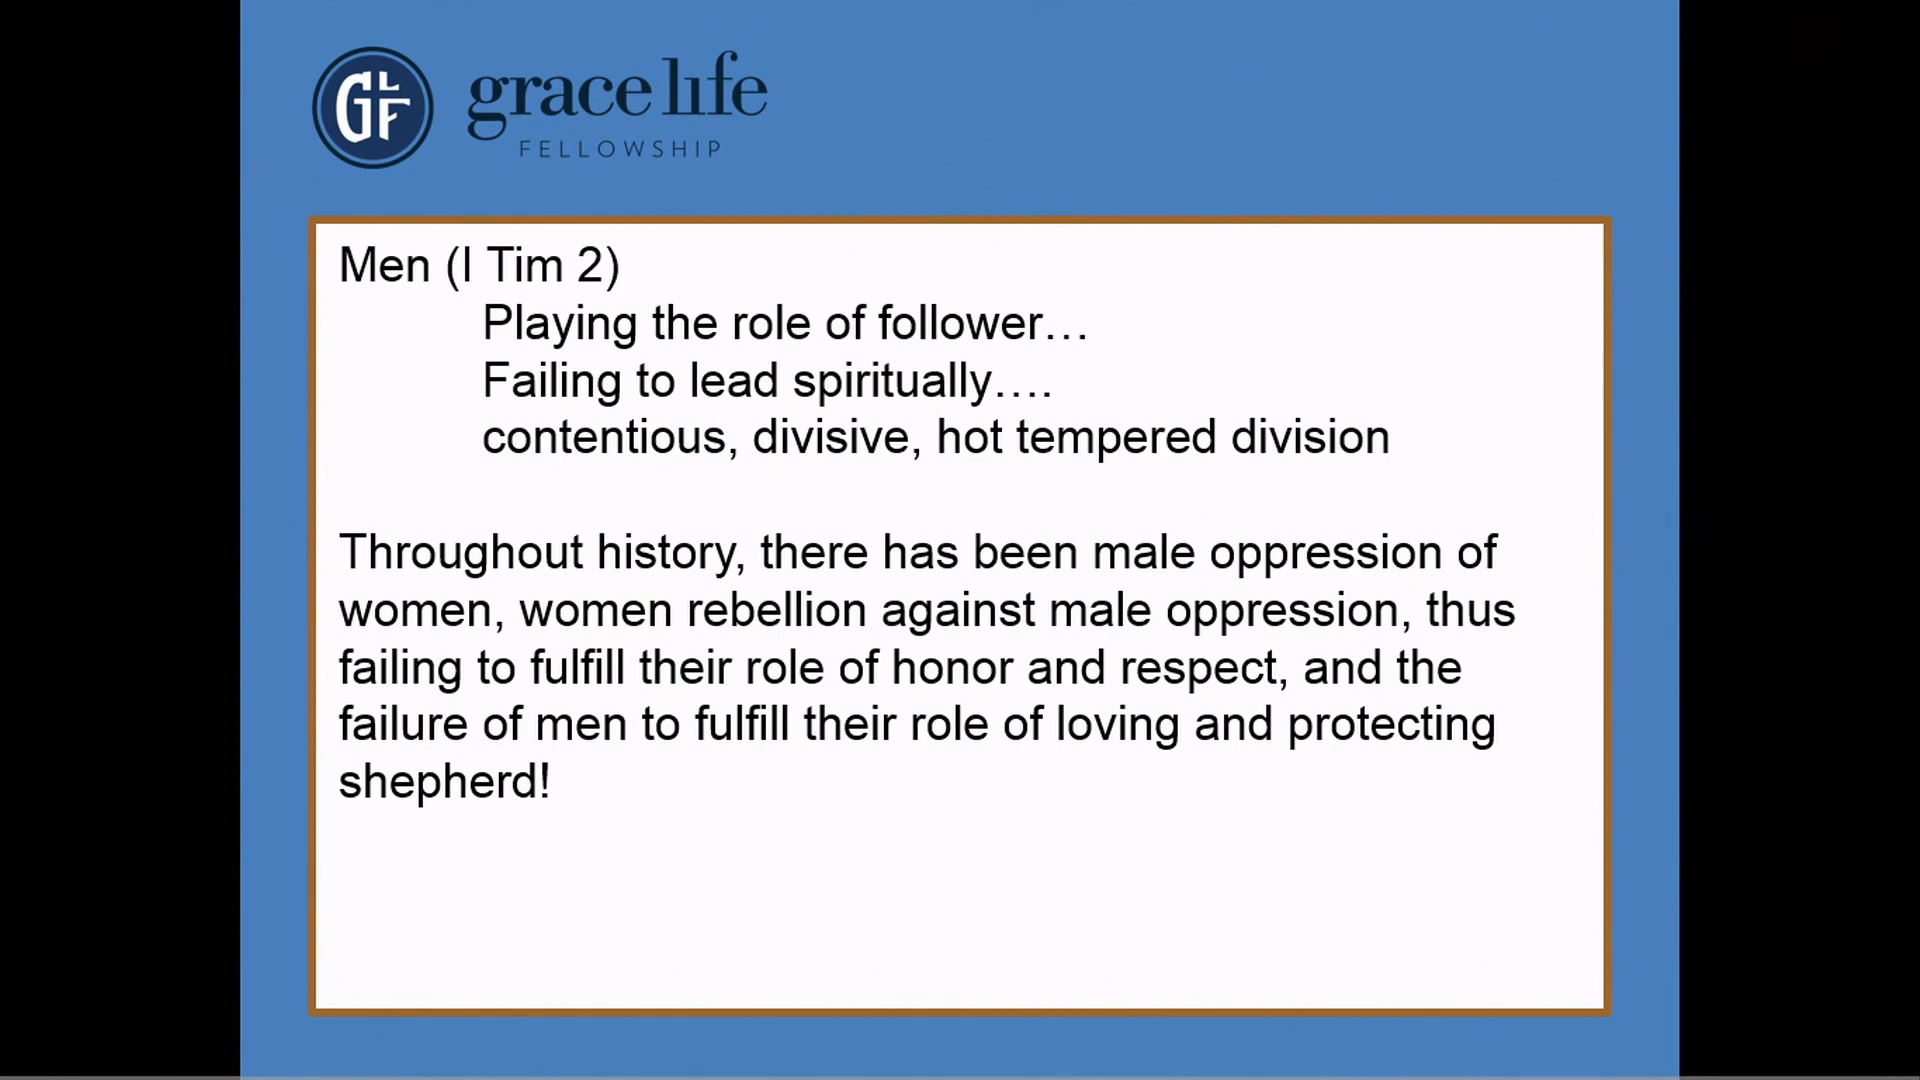 GLF
grace life
FELLOWSHIP
Men (I Tim 2)
Playing the role of follower…
Failing to lead spiritually….
contentious, divisive, hot tempered division
Throughout history, there has been male oppression of
women, women rebellion against male oppression, thus
failing to fulfill their role of honor and respect, and the
failure of men to fulfill their role of loving and protecting
shepherd!